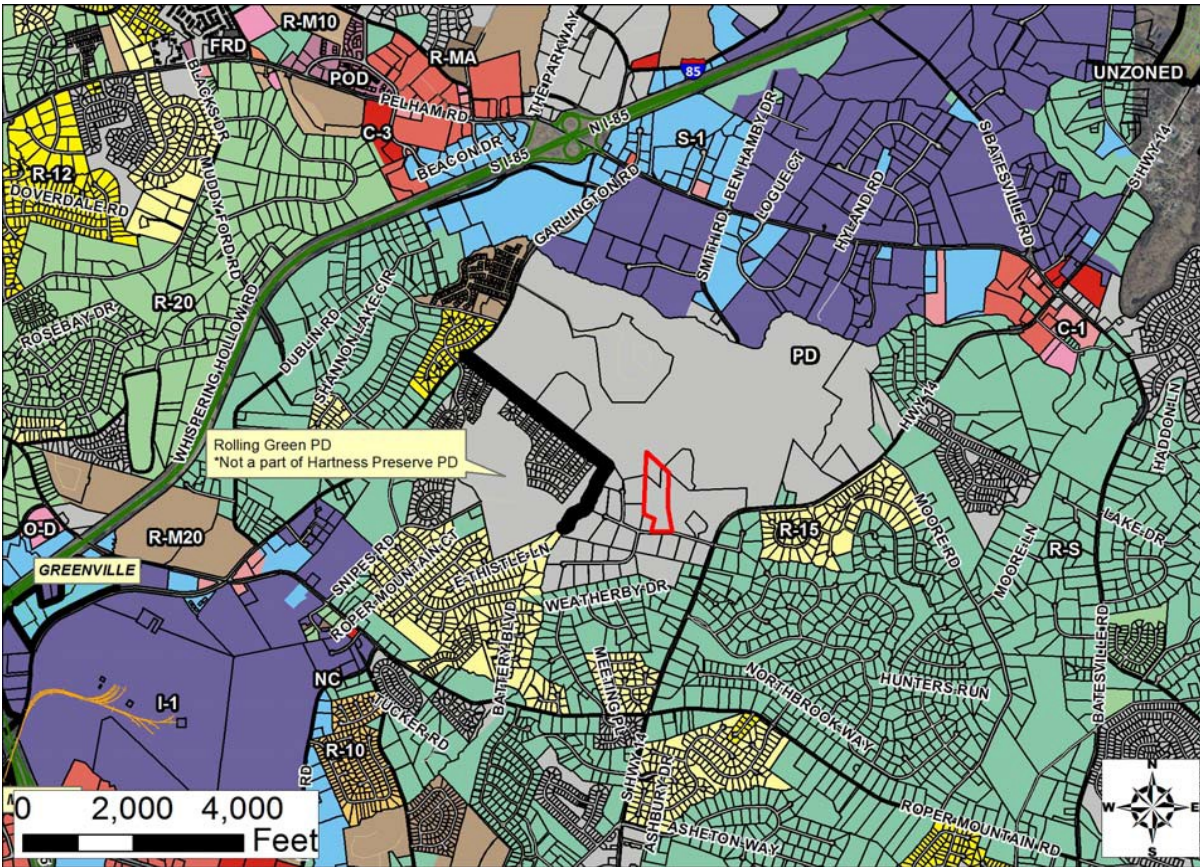 R-M10
FRD
THE PARKWAY
R-MA
POD
85
UNZONED
BLACKS DR
PELHAM RD
N I-85
S HWY 14
C-3
BEACON DR
S I-85
S-1
BENHAMBY DR
S BATESVILLE RD
R-12
DOVERDALE RD
MUDDY FORD RD
GARLINGTON RD
LOGUE CT
HYLAND RD
SMITH RD
R-20
ROSEBAY DR
WHISPERING HOLLOW RD
DUBLIN RD
SHANNON LAKE CIR
PD
C-1
HWY 14
HADDON LN
Rolling Green PD
*Not a part of Hartness Preserve PD
O-D
R-M20
GREENVILLE
SNIPES RD
ROPER MOUNTAIN CT
E THISTLE LN
R-15
MOORE RD
MOORE LN
R-S
LAKE DR
WEATHERBY DR
BATTERY BLVD
MEETING PL
NC
TUCKER RD
I-1
R-10
RD
NORTHBROOK WAY
HUNTERS RUN
BATESVILLE RD
S HWY 14
ASHBURY DR
ASHETON WAY
ROPER MOUNTAIN RD
0 2,000 4,000
Feet
N
W E
S